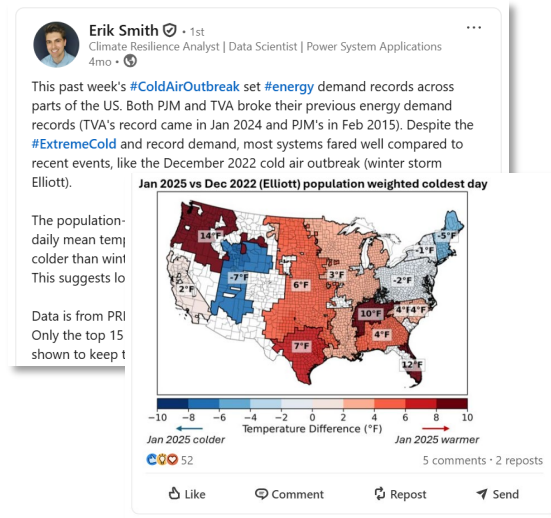 Erik Smith • 1st
Climate Resilience Analyst | Data Scientist | Power System Applications
4mo •
This past week's #ColdAirOutbreak set #energy demand records across
parts of the US. Both PJM and TVA broke their previous energy demand
records (TVA's record came in Jan 2024 and PJM's in Feb 2015). Despite the
#ExtremeCold and record demand, most systems fared well compared to
recent events, like the December 2022 cold air outbreak (winter storm
Elliott).
The population-
daily mean temp
colder than wint
This suggests lo
Data is from PRI
Only the top 15
shown to keep t
Jan 2025 vs Dec 2022 (Elliott) population weighted coldest day
14°F
-5°F
-1°F
-7°F
3°F
-2°F
2°F
6°F
10°F
4°F
4°F
4°F
7°F
12°F
−10 −8 −6 −4 −2 0 2 4 6 8 10
Temperature Difference (°F)
Jan 2025 colder
Jan 2025 warmer
52
5 comments • 2 reposts
Like
Comment
Repost
Send